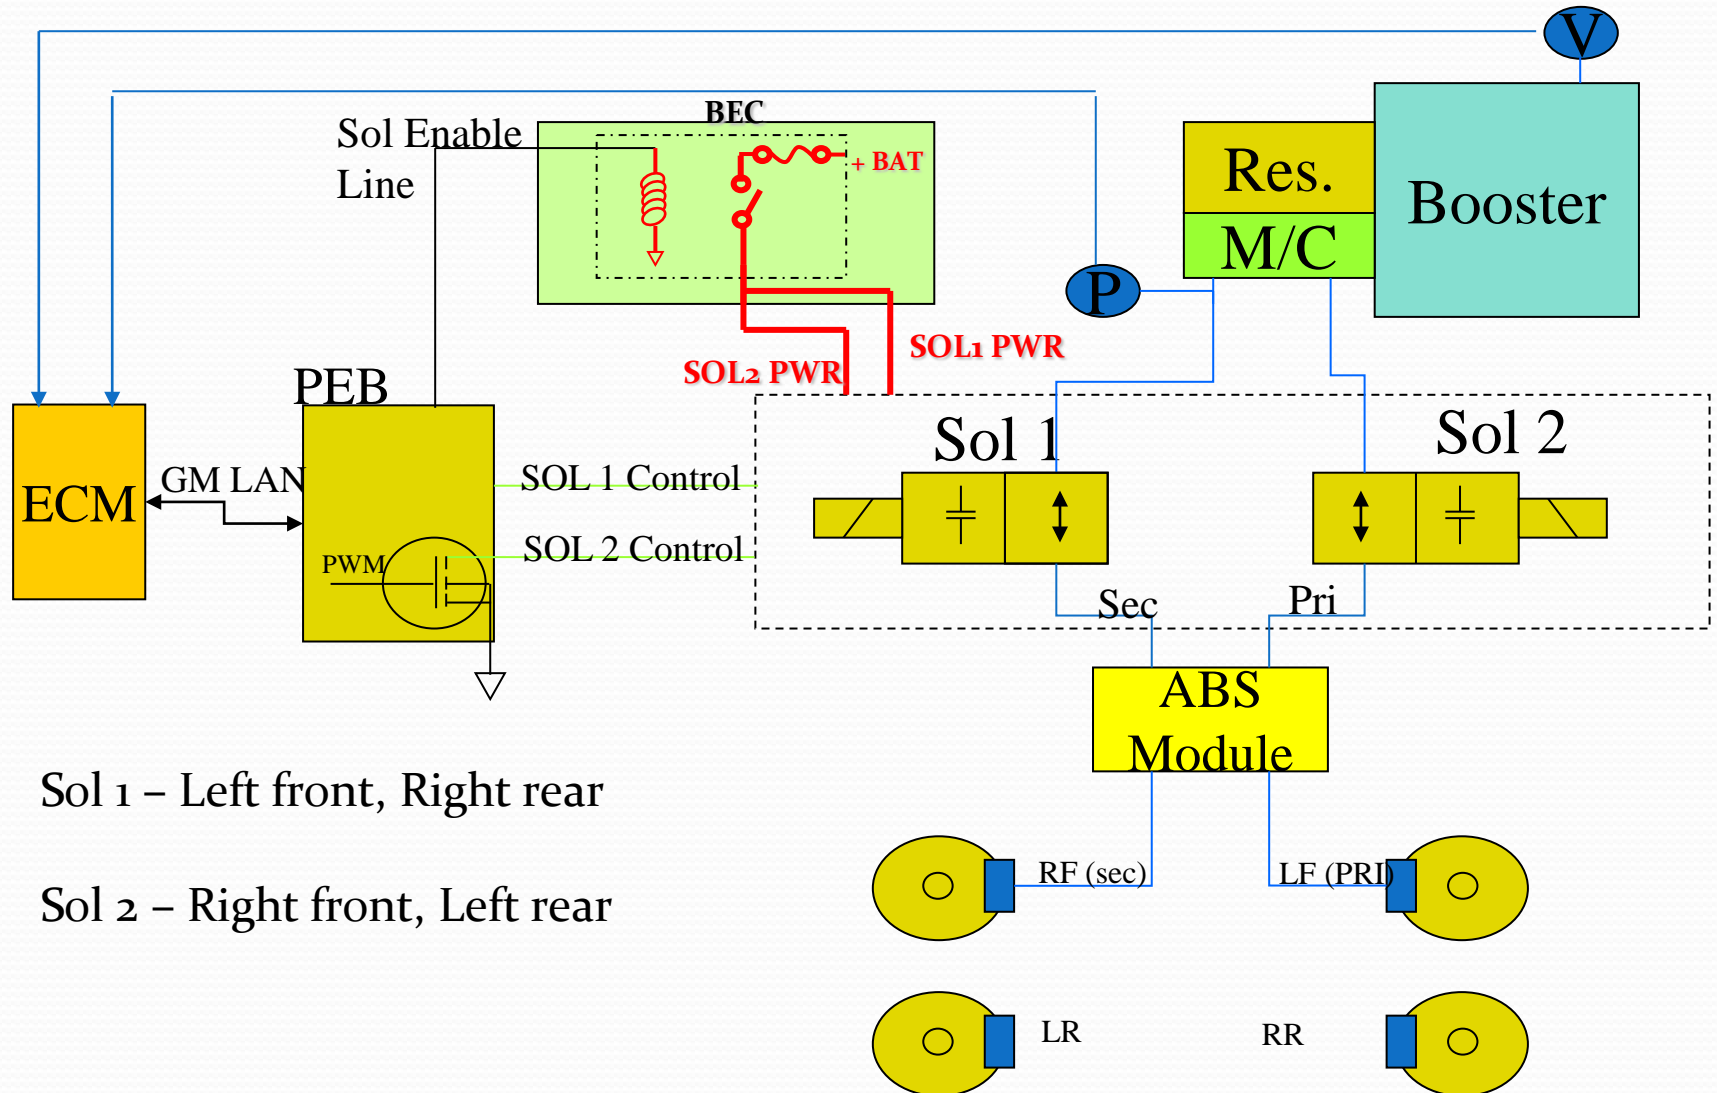 V
BEC
Sol Enable
Line
+ BAT
Res.
Booster
M/C
P
SOL1 PWR
SOL2 PWR
PEB
Sol 1
Sol 2
GM LAN
SOL 1 Control
ECM
SOL 2 Control
PWM
Sec
Pri
ABS
Module
Sol 1 – Left front, Right rear
RF (sec)
LF (PRI)
Sol 2 – Right front, Left rear
LR
RR